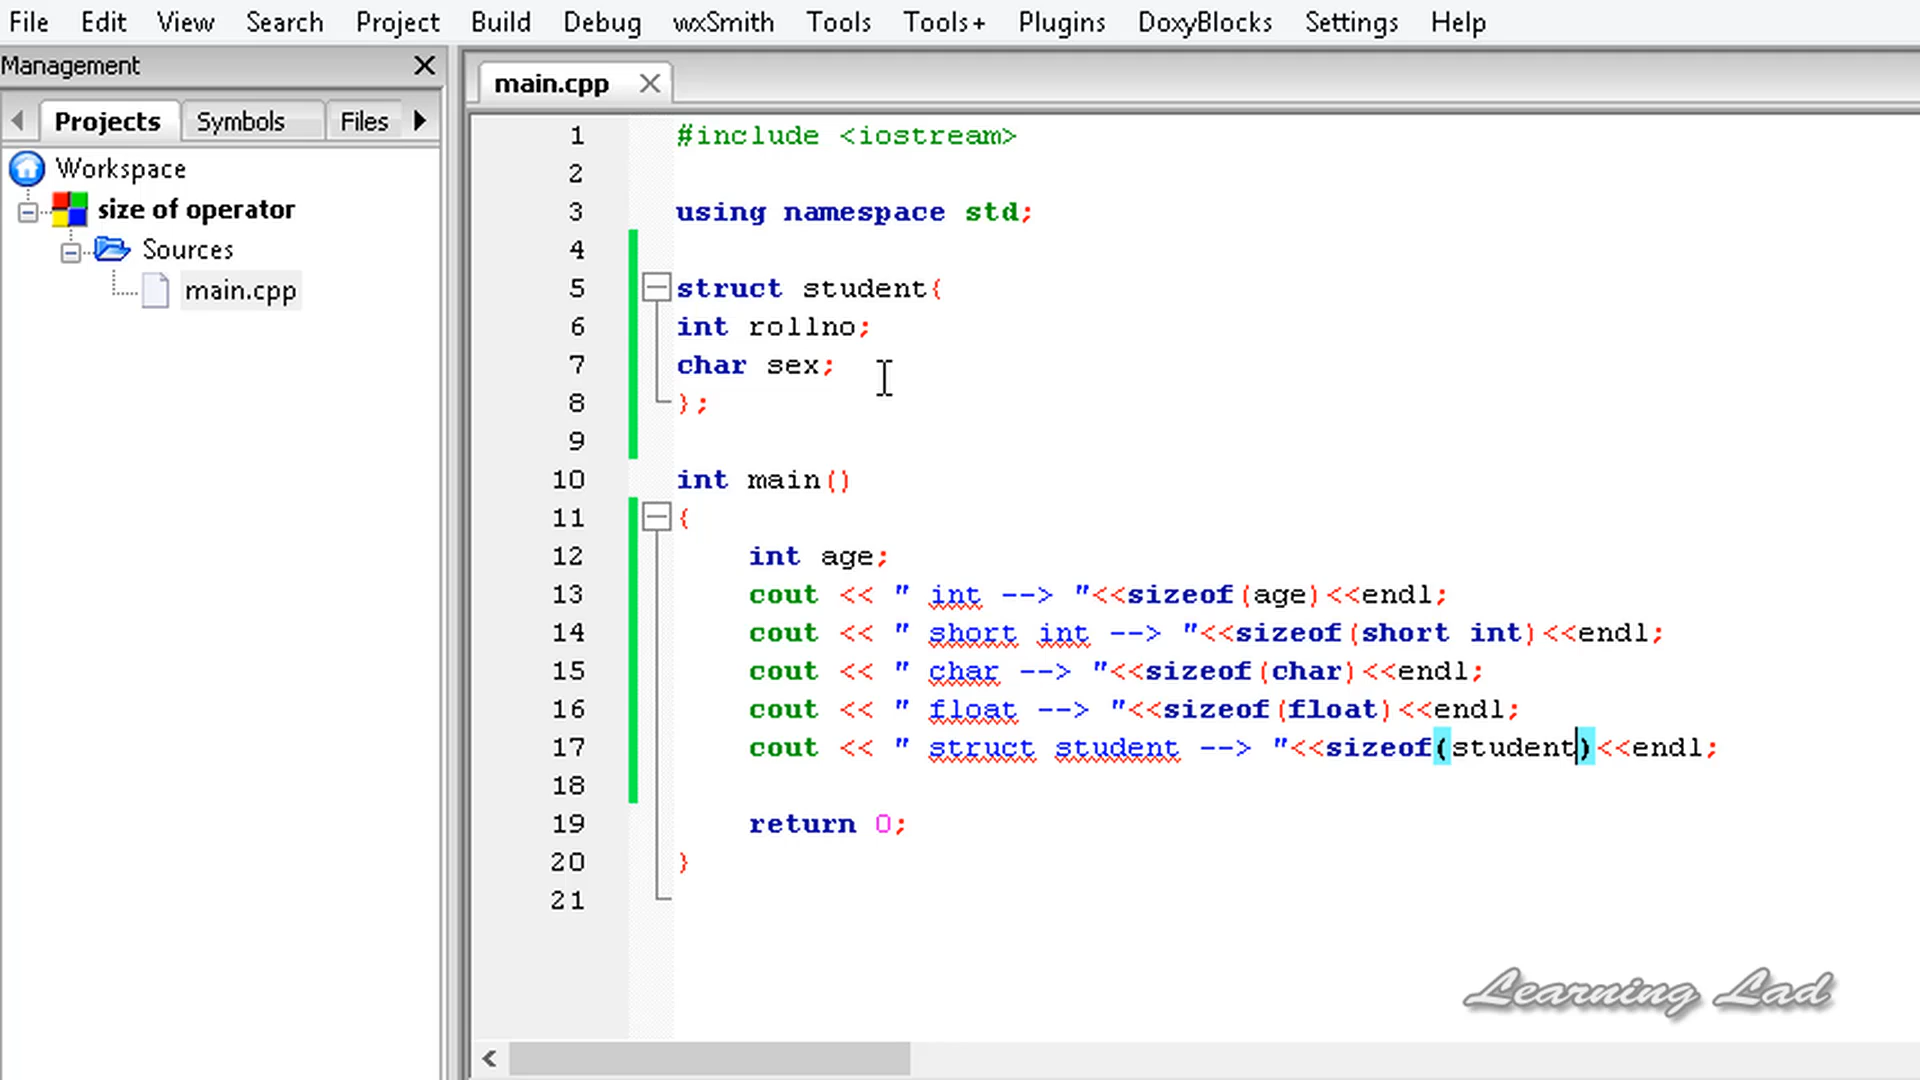 File Edit View Search Project Build Debug wxSmith Tools Tools+ Plugins DoxyBlocks Settings Help
Management
Projects Symbols Files
Workspace
size of operator
Sources
main.cpp
main.cpp
1 #include <iostream>
2
3 using namespace std;
4
5 struct student{
6 int rollno;
7 char sex;
8 };
9
10 int main()
11 {
12 int age;
13 cout << " int --> "<<sizeof(age)<<endl;
14 cout << " short int --> "<<sizeof(short int)<<endl;
15 cout << " char --> "<<sizeof(char)<<endl;
16 cout << " float --> "<<sizeof(float)<<endl;
17 cout << " struct student --> "<<sizeof(student)<<endl;
18
19 return 0;
20 }
21
Learning Lad